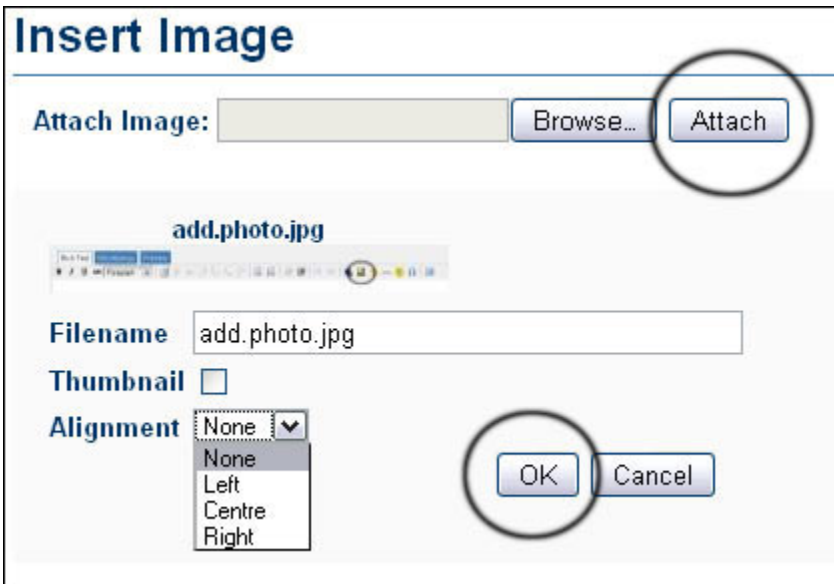 Insert Image
Attach Image: Browse... Attach
add.photo.jpg
Filename add.photo.jpg
Thumbnail
Alignment None
None
Left
Centre
Right
OK Cancel